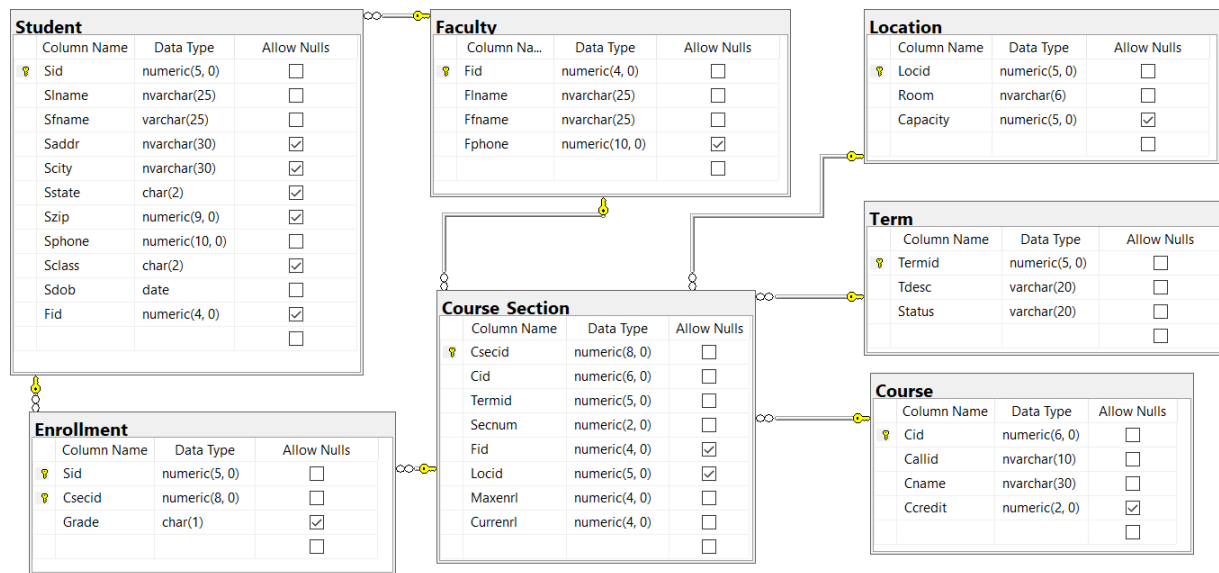 Student
Column Name Data Type Allow Nulls
Sid numeric(5, 0)
Slname nvarchar(25)
Sfname varchar(25)
Saddr nvarchar(30)
Scity nvarchar(30)
Sstate char(2)
Szip numeric(9, 0)
Sphone numeric(10, 0)
Sclass char(2)
Sdob date
Fid numeric(4, 0)
Faculty
Column Na... Data Type Allow Nulls
Fid numeric(4, 0)
Flname nvarchar(25)
Ffname nvarchar(25)
Fphone numeric(10, 0)
Location
Column Name Data Type Allow Nulls
Locid numeric(5, 0)
Room nvarchar(6)
Capacity numeric(5, 0)
Term
Column Name Data Type Allow Nulls
Termid numeric(5, 0)
Tdesc varchar(20)
Status varchar(20)
Course_Section
Column Name Data Type Allow Nulls
Csecid numeric(8, 0)
Cid numeric(6, 0)
Termid numeric(5, 0)
Secnum numeric(2, 0)
Fid numeric(4, 0)
Locid numeric(5, 0)
Maxenrl numeric(4, 0)
Currenrl numeric(4, 0)
Course
Column Name Data Type Allow Nulls
Cid numeric(6, 0)
Callid nvarchar(10)
Cname nvarchar(30)
Ccredit numeric(2, 0)
Enrollment
Column Name Data Type Allow Nulls
Sid numeric(5, 0)
Csecid numeric(8, 0)
Grade char(1)